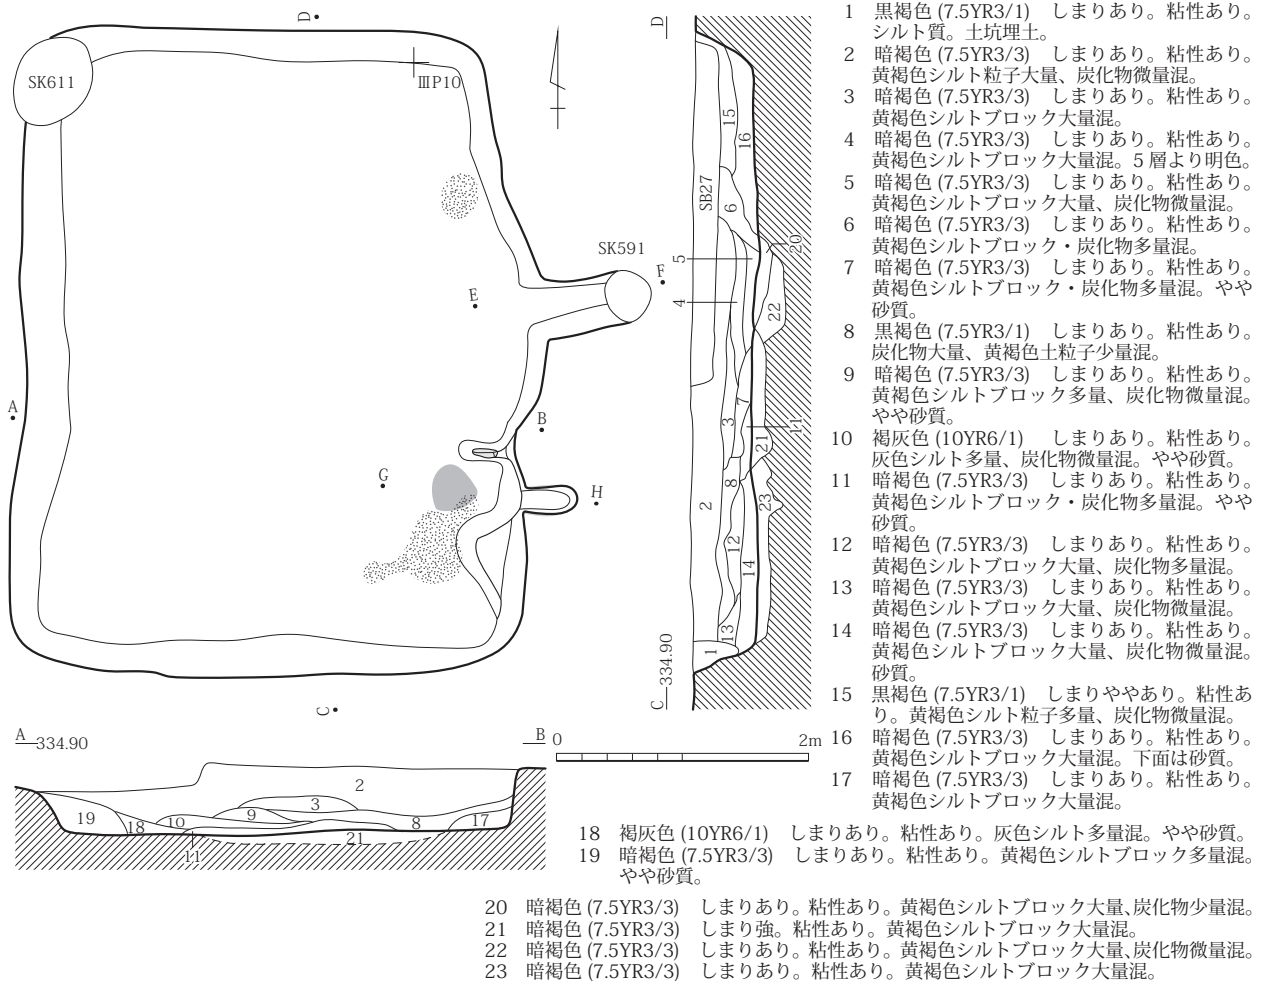 D
SK611
ⅢP10
SK591
F
E
A
B
G
H
C
A 334.90
B
0 2m
2
3
9
10
19
18
8
17
21
11
D
15
16
SB27
6
20
5
4
22
7
3
11
21
8
2
23
12
14
13
1
C 334.90
1 黒褐色 (7.5YR3/1) しまりあり。粘性あり。
シルト質。土坑埋土。
2 暗褐色 (7.5YR3/3) しまりあり。粘性あり。
黄褐色シルト粒子大量、炭化物微量混。
3 暗褐色 (7.5YR3/3) しまりあり。粘性あり。
黄褐色シルトブロック大量混。
4 暗褐色 (7.5YR3/3) しまりあり。粘性あり。
黄褐色シルトブロック大量混。5 層より明色。
5 暗褐色 (7.5YR3/3) しまりあり。粘性あり。
黄褐色シルトブロック大量、炭化物微量混。
6 暗褐色 (7.5YR3/3) しまりあり。粘性あり。
黄褐色シルトブロック・炭化物多量混。
7 暗褐色 (7.5YR3/3) しまりあり。粘性あり。
黄褐色シルトブロック・炭化物多量混。やや
砂質。
8 黒褐色 (7.5YR3/1) しまりあり。粘性あり。
炭化物大量、黄褐色土粒子少量混。
9 暗褐色 (7.5YR3/3) しまりあり。粘性あり。
黄褐色シルトブロック多量、炭化物微量混。
やや砂質。
10 褐灰色 (10YR6/1) しまりあり。粘性あり。
灰色シルト多量、炭化物微量混。やや砂質。
11 暗褐色 (7.5YR3/3) しまりあり。粘性あり。
黄褐色シルトブロック・炭化物多量混。やや
砂質。
12 暗褐色 (7.5YR3/3) しまりあり。粘性あり。
黄褐色シルトブロック大量、炭化物多量混。
13 暗褐色 (7.5YR3/3) しまりあり。粘性あり。
黄褐色シルトブロック大量、炭化物微量混。
14 暗褐色 (7.5YR3/3) しまりあり。粘性あり。
黄褐色シルトブロック大量、炭化物微量混。
砂質。
15 黒褐色 (7.5YR3/1) しまりややあり。粘性あ
り。黄褐色シルト粒子多量、炭化物微量混。
16 暗褐色 (7.5YR3/3) しまりあり。粘性あり。
黄褐色シルトブロック大量混。下面は砂質。
17 暗褐色 (7.5YR3/3) しまりあり。粘性あり。
黄褐色シルトブロック大量混。
18 褐灰色 (10YR6/1) しまりあり。粘性あり。灰色シルト多量混。やや砂質。
19 暗褐色 (7.5YR3/3) しまりあり。粘性あり。黄褐色シルトブロック多量混。
やや砂質。
20 暗褐色 (7.5YR3/3) しまりあり。粘性あり。黄褐色シルトブロック大量、炭化物少量混。
21 暗褐色 (7.5YR3/3) しまり強。粘性あり。黄褐色シルトブロック大量混。
22 暗褐色 (7.5YR3/3) しまりあり。粘性あり。黄褐色シルトブロック大量、炭化物微量混。
23 暗褐色 (7.5YR3/3) しまりあり。粘性あり。黄褐色シルトブロック大量混。